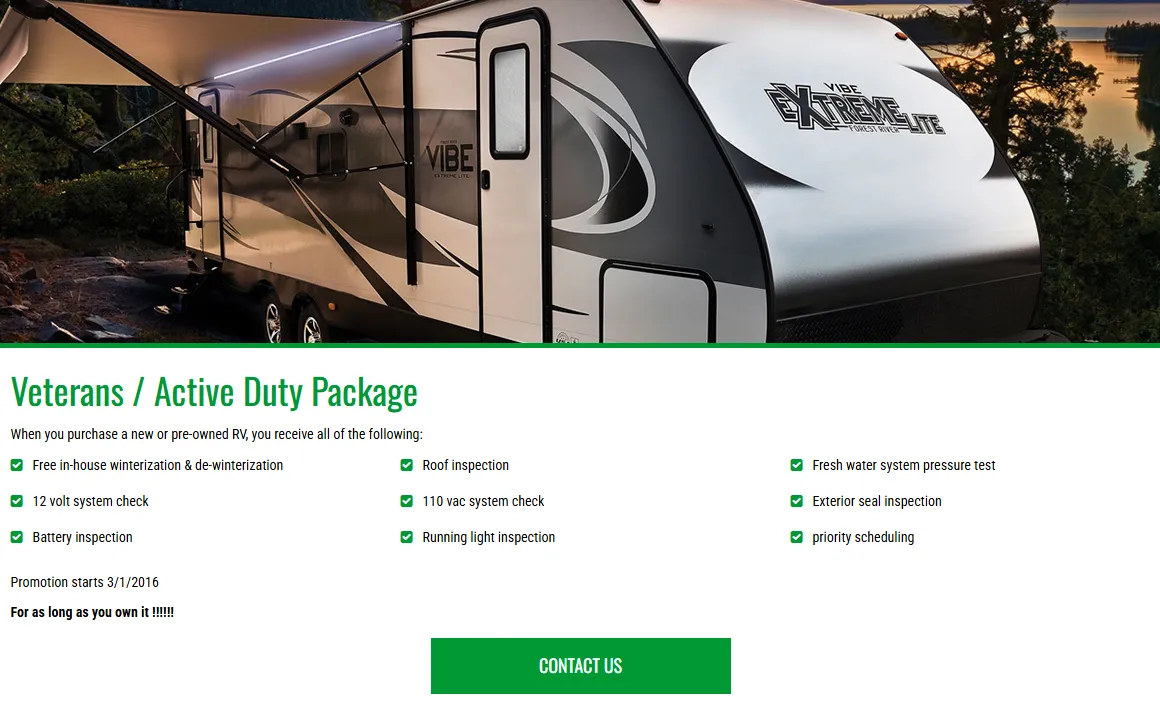 VIBE
EXTREME LITE
FOREST RIVER
VIBE
EXTREME LITE
Veterans / Active Duty Package
When you purchase a new or pre-owned RV, you receive all of the following:
Free in-house winterization & de-winterization
Roof inspection
Fresh water system pressure test
12 volt system check
110 vac system check
Exterior seal inspection
Battery inspection
Running light inspection
priority scheduling
Promotion starts 3/1/2016
For as long as you own it !!!!!!
CONTACT US